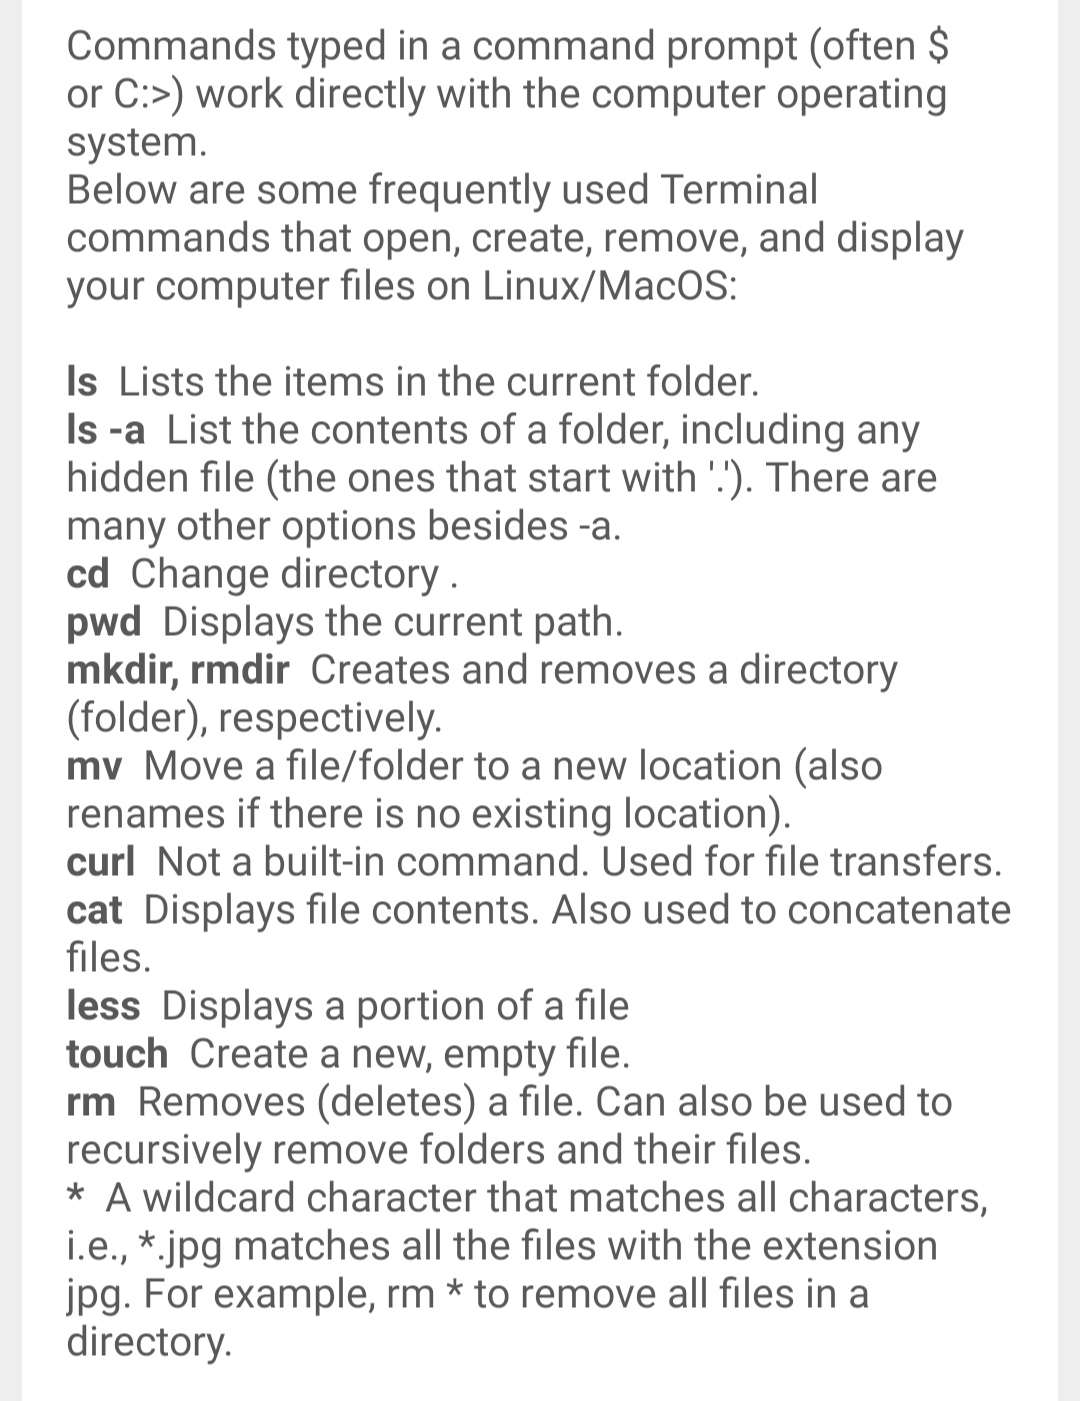 Commands typed in a command prompt (often $
or C:>) work directly with the computer operating
system.
Below are some frequently used Terminal
commands that open, create, remove, and display
your computer files on Linux/MacOS:
ls Lists the items in the current folder.
ls -a List the contents of a folder, including any
hidden file (the ones that start with '.'). There are
many other options besides -a.
cd Change directory .
pwd Displays the current path.
mkdir, rmdir Creates and removes a directory
(folder), respectively.
mv Move a file/folder to a new location (also
renames if there is no existing location).
curl Not a built-in command. Used for file transfers.
cat Displays file contents. Also used to concatenate
files.
less Displays a portion of a file
touch Create a new, empty file.
rm Removes (deletes) a file. Can also be used to
recursively remove folders and their files.
* A wildcard character that matches all characters,
i.e., *.jpg matches all the files with the extension
jpg. For example, rm * to remove all files in a
directory.